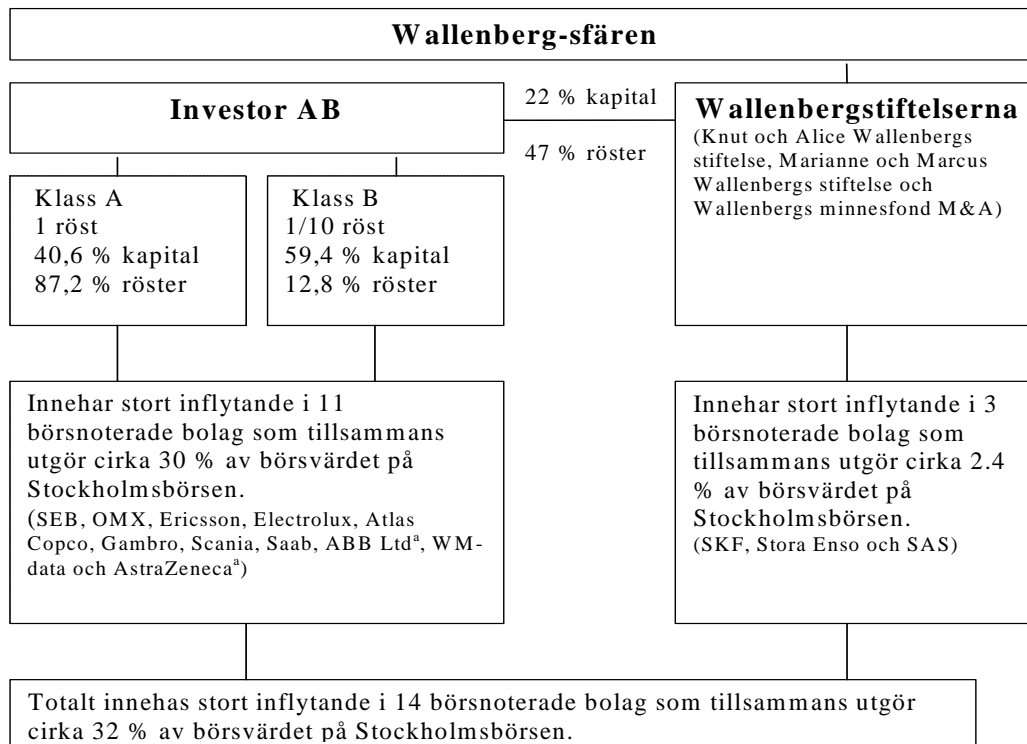 Wallenberg-sfären
Investor AB
22 % kapital
47 % röster
Wallenbergstiftelserna
(Knut och Alice Wallenbergs
stiftelse, Marianne och Marcus
Wallenbergs stiftelse och
Wallenbergs minnesfond M&A)
Klass A
1 röst
40,6 % kapital
87,2 % röster
Klass B
1/10 röst
59,4 % kapital
12,8 % röster
Innehar stort inflytande i 11
börsnoterade bolag som tillsammans
utgör cirka 30 % av börsvärdet på
Stockholmsbörsen.
(SEB, OMX, Ericsson, Electrolux, Atlas
Copco, Gambro, Scania, Saab, ABB Ltdᵃ, WM-
data och AstraZenecaᵃ)
Innehar stort inflytande i 3
börsnoterade bolag som
tillsammans utgör cirka 2.4
% av börsvärdet på
Stockholmsbörsen.
(SKF, Stora Enso och SAS)
Totalt innehas stort inflytande i 14 börsnoterade bolag som tillsammans utgör
cirka 32 % av börsvärdet på Stockholmsbörsen.